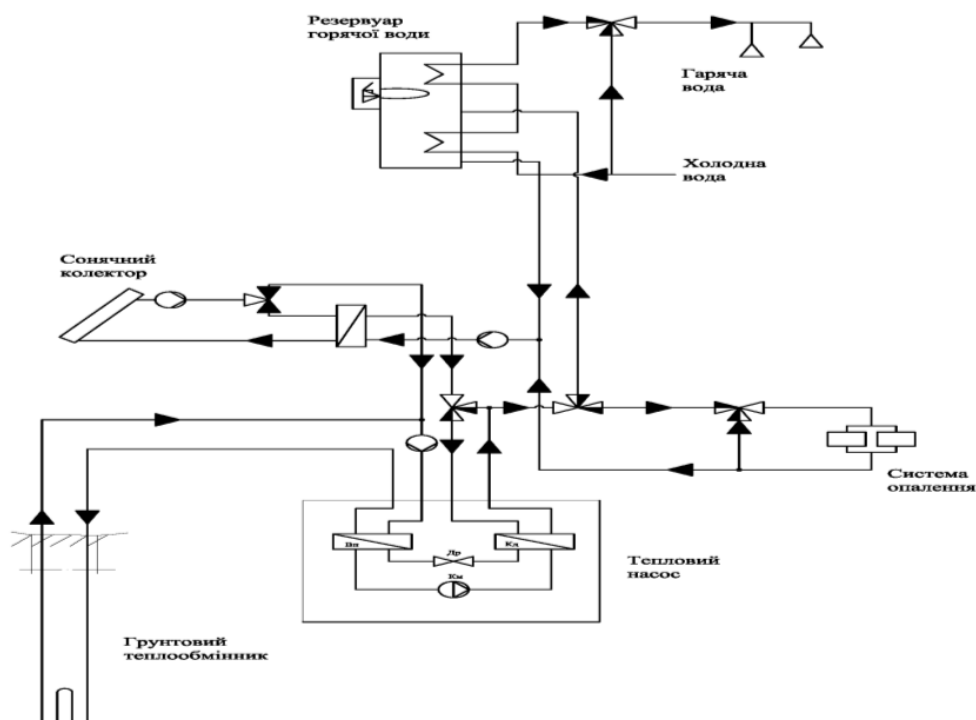 Резервуар
горячої води
Гаряча
вода
Холодна
вода
Сонячний
колектор
Система
опалення
Др
Вп
Кд
Км
Тепловий
насос
Грунтовий
теплообмінник